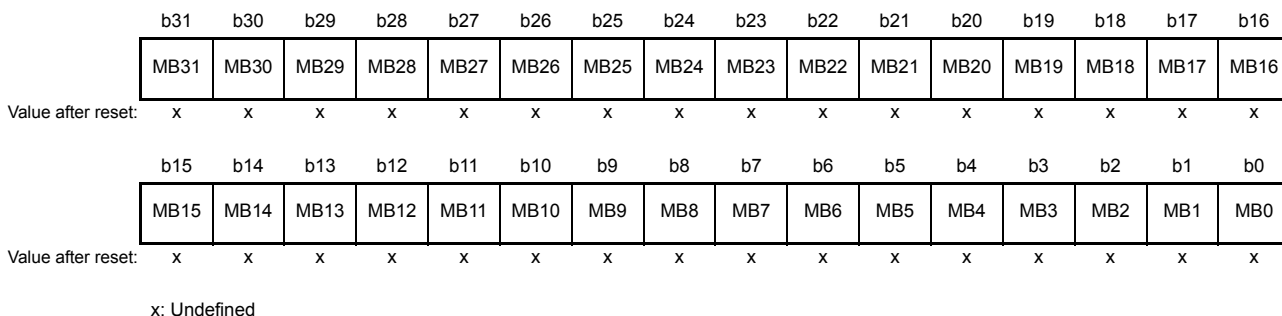 b31 b30 b29 b28 b27 b26 b25 b24 b23 b22 b21 b20 b19 b18 b17 b16
MB31 MB30 MB29 MB28 MB27 MB26 MB25 MB24 MB23 MB22 MB21 MB20 MB19 MB18 MB17 MB16
Value after reset: x x x x x x x x x x x x x x x x
b15 b14 b13 b12 b11 b10 b9 b8 b7 b6 b5 b4 b3 b2 b1 b0
MB15 MB14 MB13 MB12 MB11 MB10 MB9 MB8 MB7 MB6 MB5 MB4 MB3 MB2 MB1 MB0
Value after reset: x x x x x x x x x x x x x x x x
x: Undefined